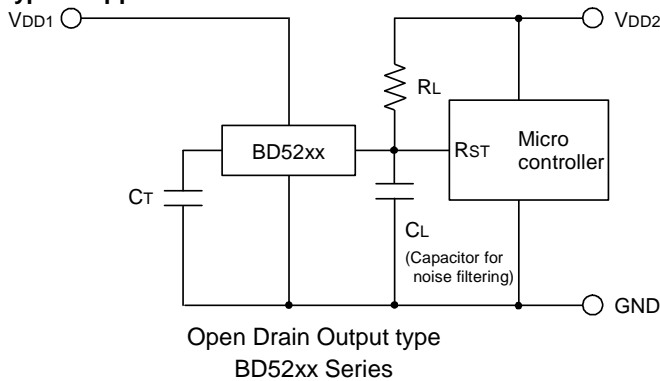 VDD1
VDD2
RL
BD52xx
RST
Micro
controller
CT
CL
(Capacitor for
noise filtering)
GND
Open Drain Output type
BD52xx Series